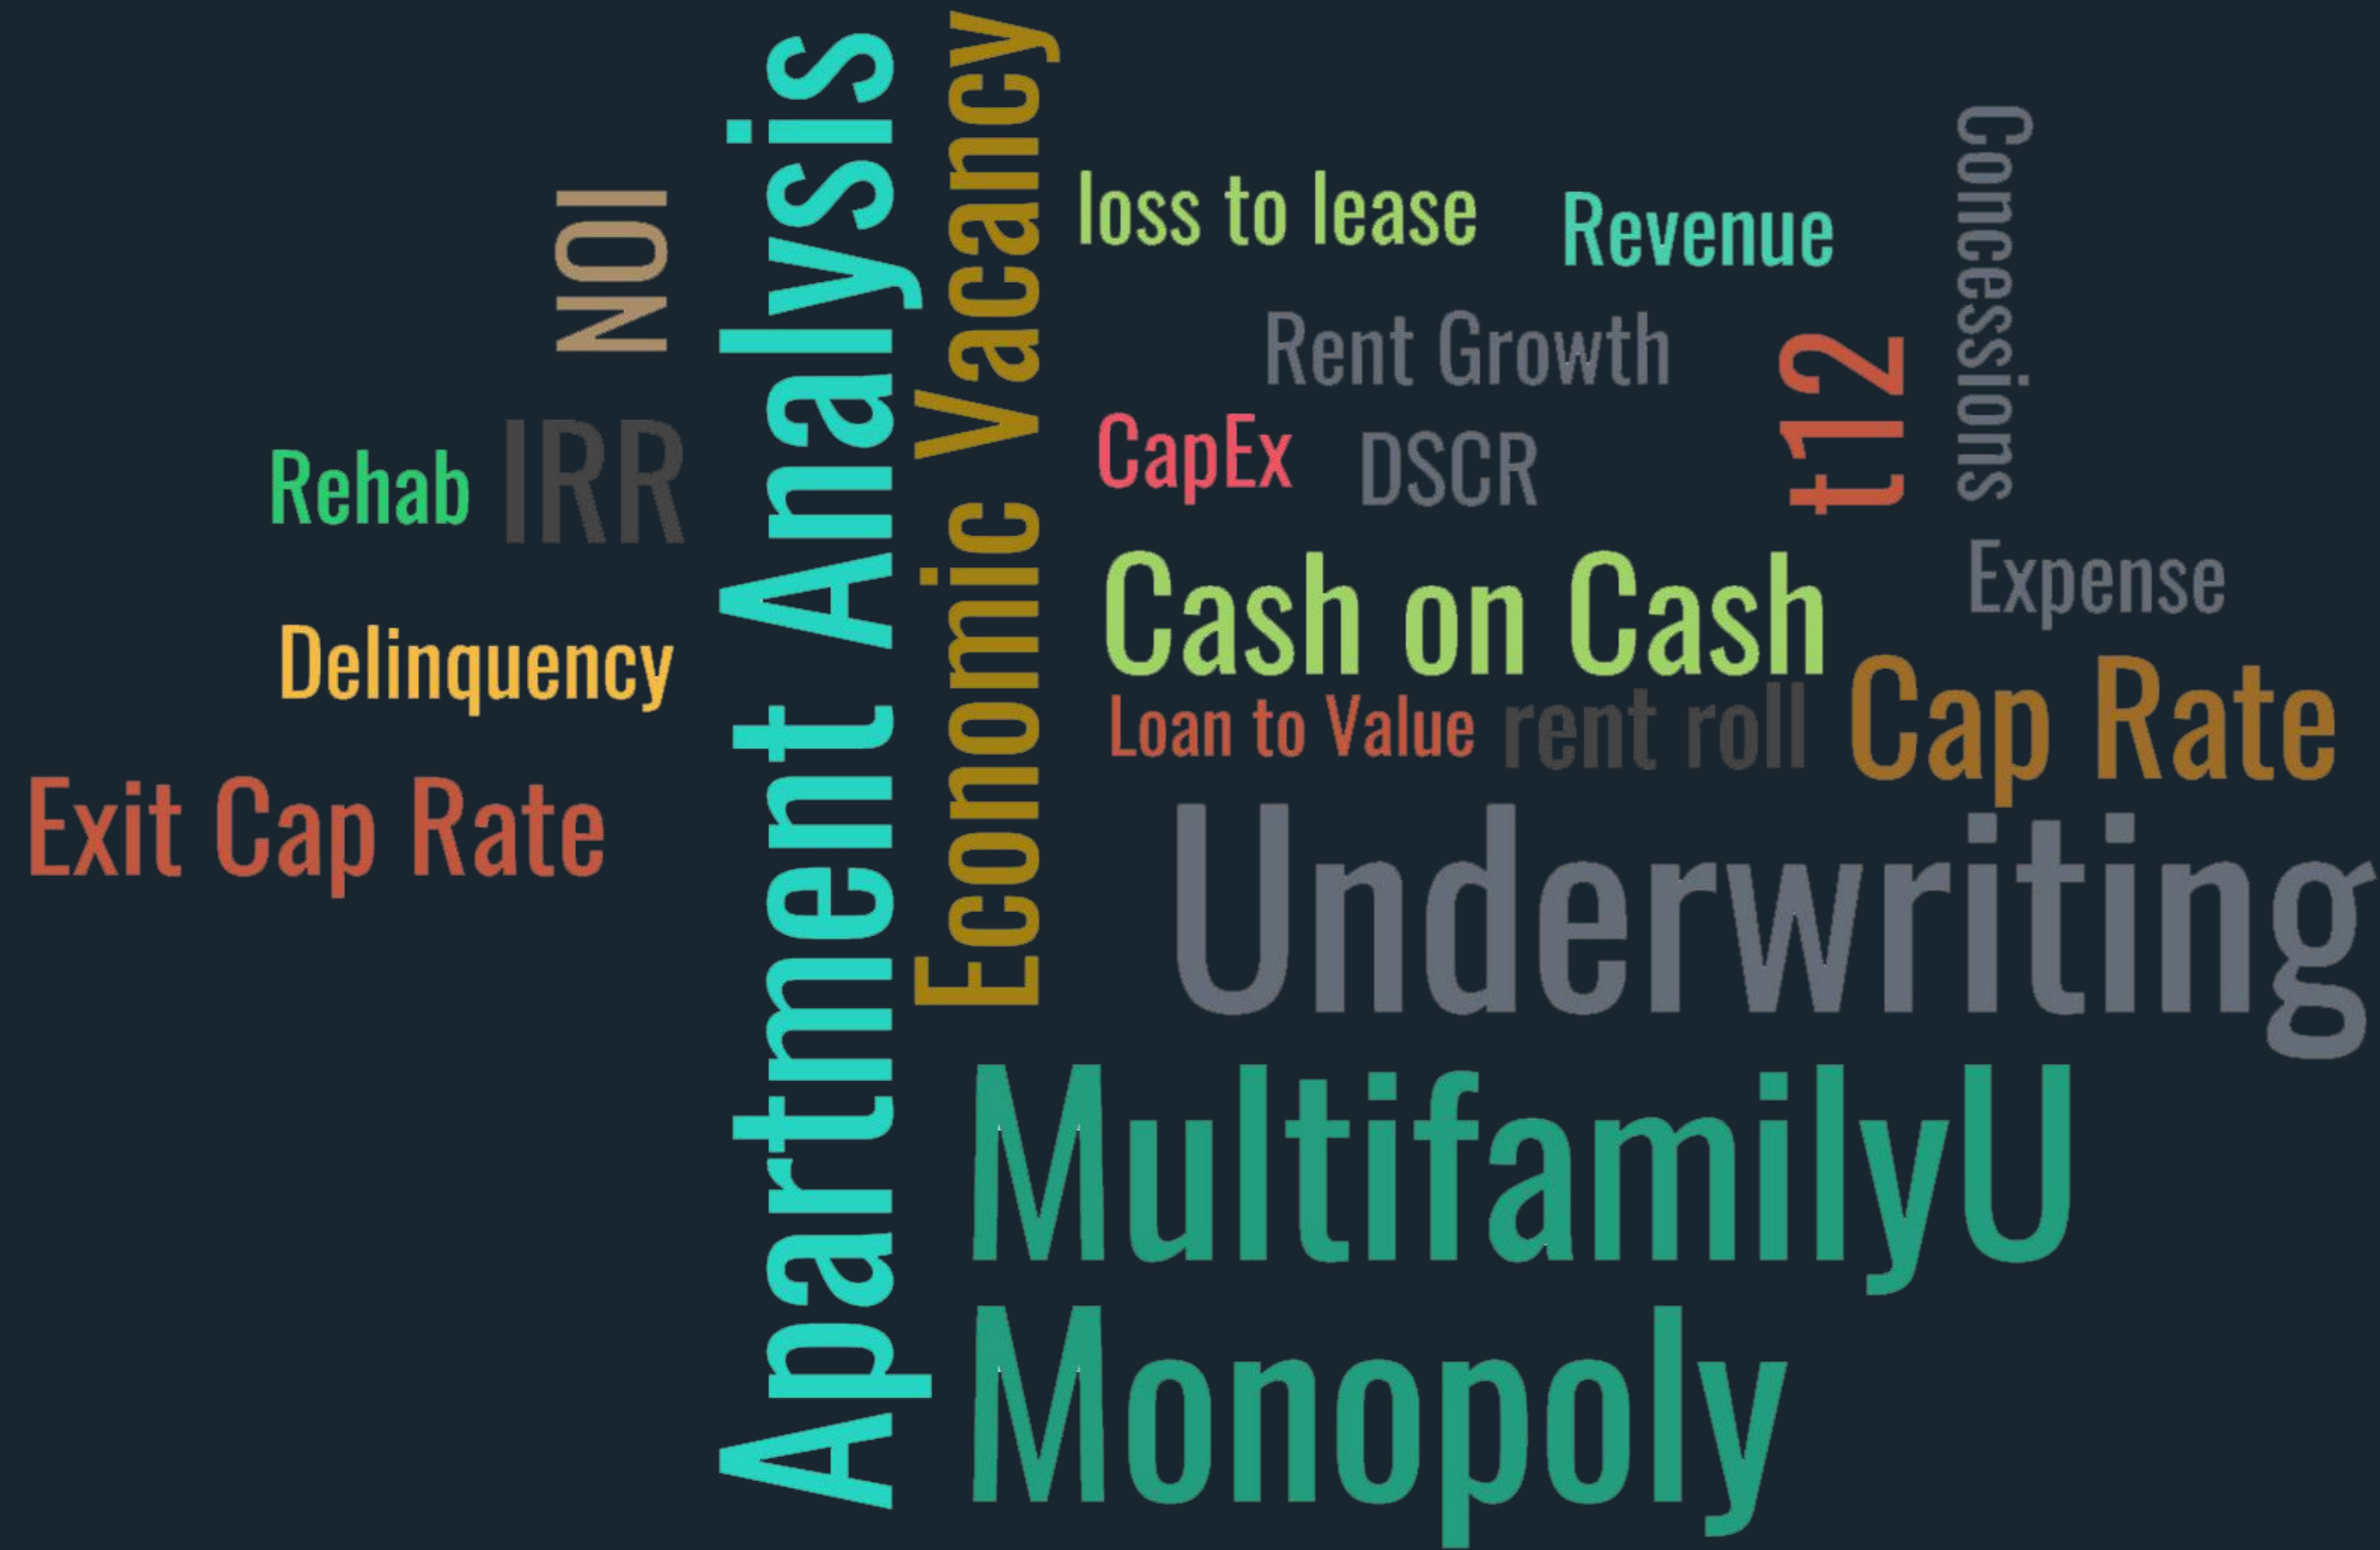 Apartment Analysis
Economic Vacancy
NOI
Rehab
IRR
Delinquency
Exit Cap Rate
loss to lease
Revenue
Concessions
Rent Growth
t12
CapEx
DSCR
Cash on Cash
Expense
Loan to Value
rent roll
Cap Rate
Underwriting
MultifamilyU
Monopoly